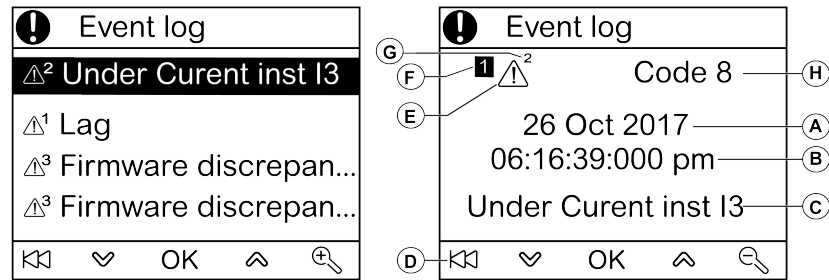 Event log
⚠² Under Curent inst I3
⚠¹ Lag
⚠³ Firmware discrepan...
⚠³ Firmware discrepan...
OK
Event log
G
F 1 ⚠ 2 Code 8 H
E
26 Oct 2017 A
06:16:39:000 pm B
Under Curent inst I3 C
D OK